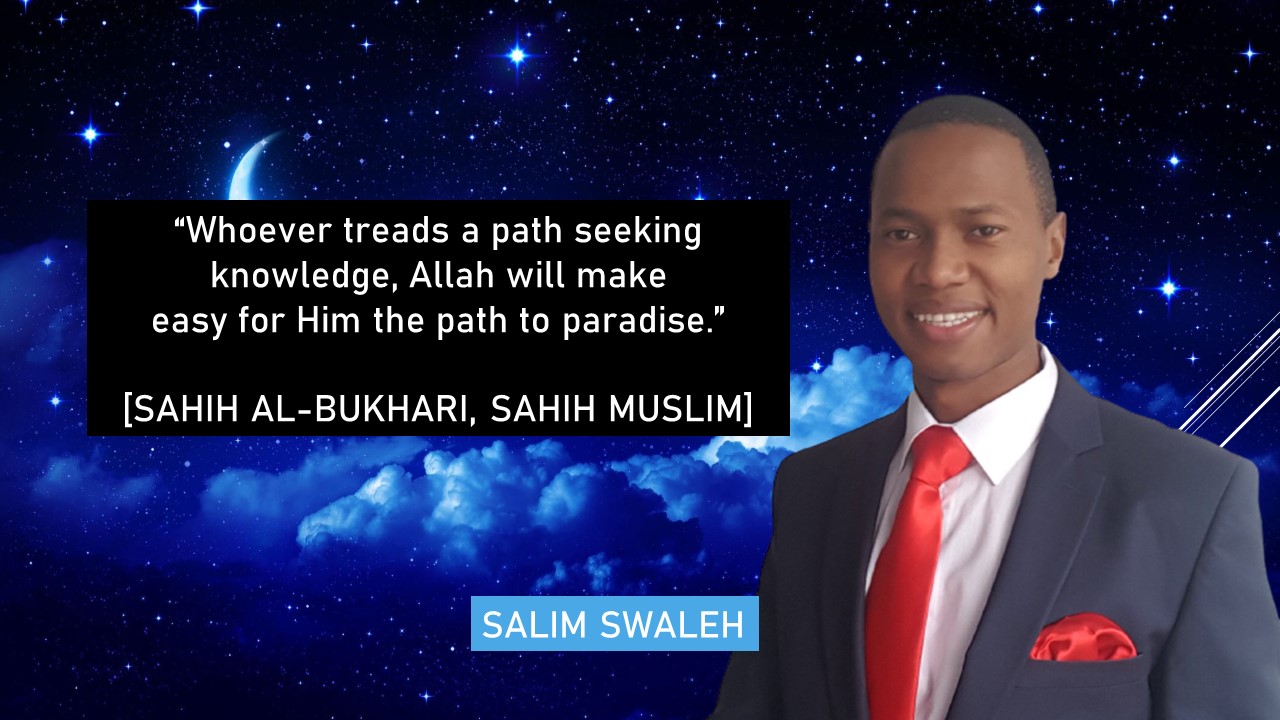 “Whoever treads a path seeking
knowledge, Allah will make
easy for Him the path to paradise.”
[SAHIH AL-BUKHARI, SAHIH MUSLIM]
SALIM SWALEH